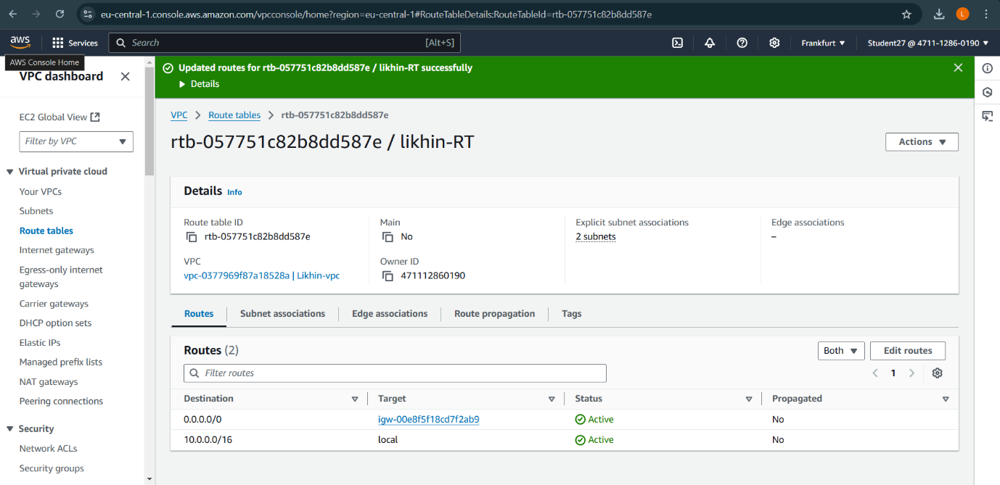 eu-central-1.console.aws.amazon.com/vpcconsole/home?region=eu-central-1#RouteTableDetails:RouteTableId=rtb-057751c82b8dd587e
L
aws Services Search [Alt+S] Frankfurt Student27 @ 4711-1286-0190
AWS Console Home
VPC dashboard
EC2 Global View
Filter by VPC
Virtual private cloud
Your VPCs
Subnets
Route tables
Internet gateways
Egress-only internet
gateways
Carrier gateways
DHCP option sets
Elastic IPs
Managed prefix lists
NAT gateways
Peering connections
Security
Network ACLs
Security groups
Updated routes for rtb-057751c82b8dd587e / likhin-RT successfully
Details
VPC Route tables rtb-057751c82b8dd587e
rtb-057751c82b8dd587e / likhin-RT
Actions
Details Info
Route table ID
rtb-057751c82b8dd587e
Main
No
Explicit subnet associations
2 subnets
Edge associations
–
VPC
vpc-0377969f87a18528a | Likhin-vpc
Owner ID
471112860190
Routes Subnet associations Edge associations Route propagation Tags
Routes (2)
Both Edit routes
Filter routes
1
Destination Target Status Propagated
0.0.0.0/0 igw-00e8f5f18cd7f2ab9 Active No
10.0.0.0/16 local Active No